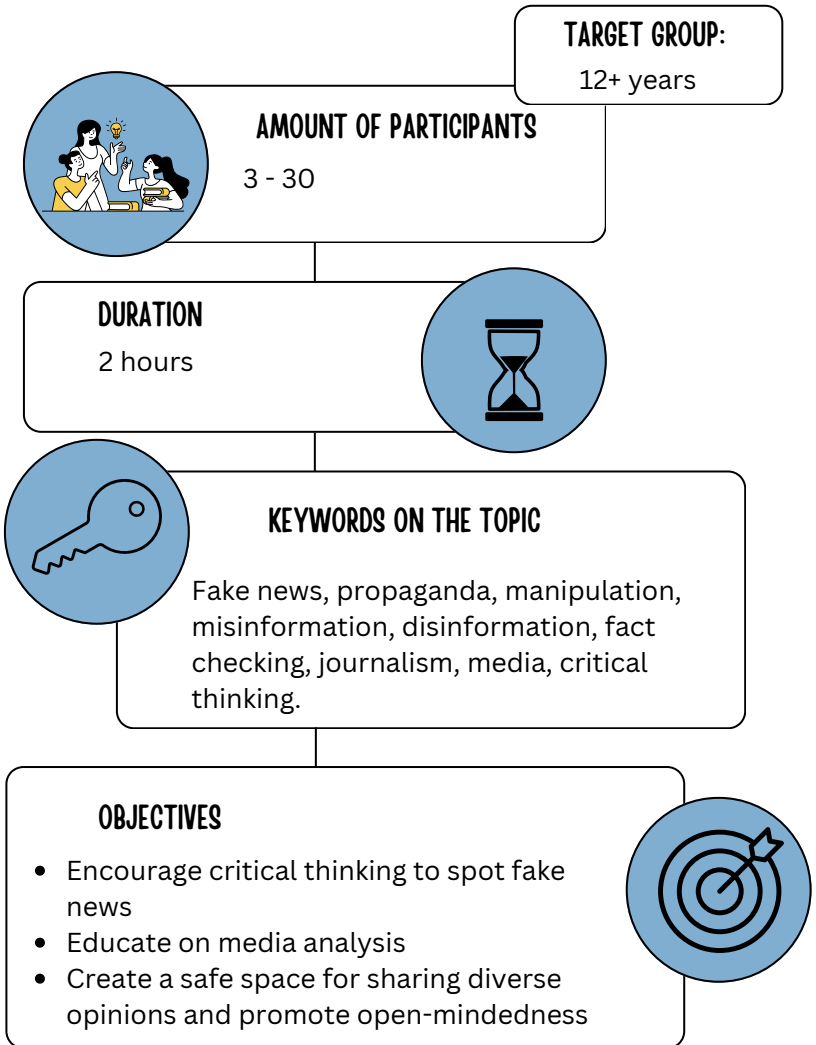 TARGET GROUP:
12+ years
AMOUNT OF PARTICIPANTS
3 - 30
DURATION
2 hours
KEYWORDS ON THE TOPIC
Fake news, propaganda, manipulation,
misinformation, disinformation, fact
checking, journalism, media, critical
thinking.
OBJECTIVES
• Encourage critical thinking to spot fake
news
• Educate on media analysis
• Create a safe space for sharing diverse
opinions and promote open-mindedness